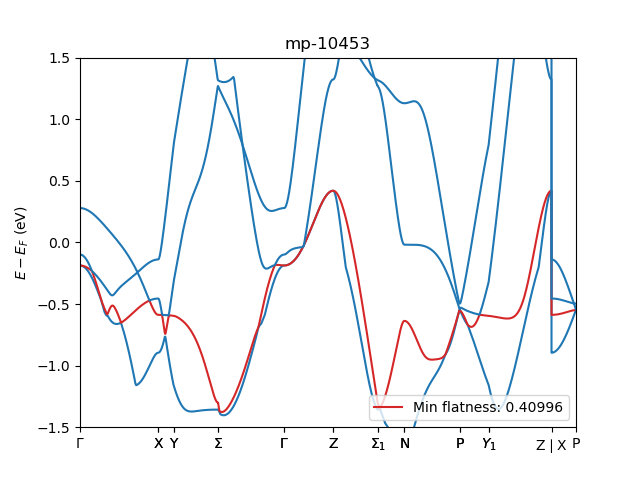 mp-10453
E − E_F (eV)
1.5
1.0
0.5
0.0
−0.5
−1.0
−1.5
Min flatness: 0.40996
Γ X Y Σ Γ Z Σ₁ N P Y₁ Z | X P